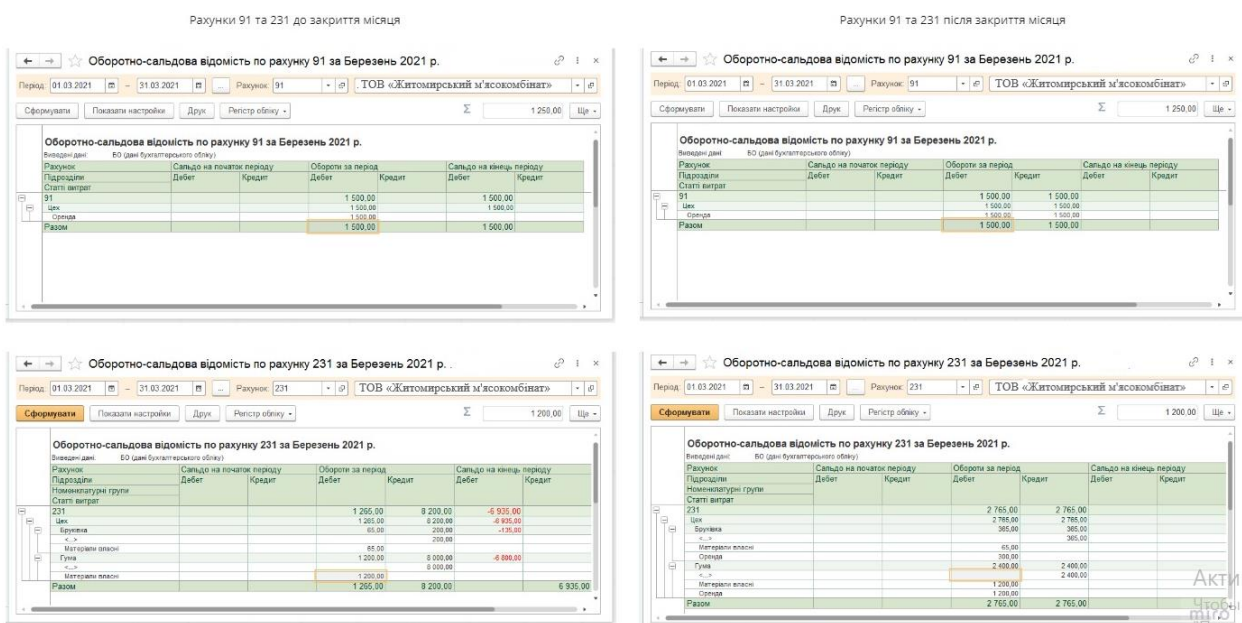 Рахунки 91 та 231 до закриття місяця
Рахунки 91 та 231 після закриття місяця
Оборотно-сальдова відомість по рахунку 91 за Березень 2021 р.
Період: 01.03.2021 – 31.03.2021 ... Рахунок: 91 . ТОВ «Житомирський м'ясокомбінат»
Сформувати Показати настройки Друк Регістр обліку Σ 1 250,00 Ще
Оборотно-сальдова відомість по рахунку 91 за Березень 2021 р.
Виведені дані: БО (дані бухгалтерського обліку)
Рахунок Сальдо на початок періоду Обороти за період Сальдо на кінець періоду
Підрозділи Дебет Кредит Дебет Кредит Дебет Кредит
Статті витрат
91 1 500,00 1 500,00
Цех 1 500,00 1 500,00
Оренда 1 500,00
Разом 1 500,00 1 500,00
Оборотно-сальдова відомість по рахунку 91 за Березень 2021 р.
Період: 01.03.2021 – 31.03.2021 ... Рахунок: 91 ТОВ «Житомирський м'ясокомбінат»
Сформувати Показати настройки Друк Регістр обліку Σ 1 250,00 Ще
Оборотно-сальдова відомість по рахунку 91 за Березень 2021 р.
Виведені дані: БО (дані бухгалтерського обліку)
Рахунок Сальдо на початок періоду Обороти за період Сальдо на кінець періоду
Підрозділи Дебет Кредит Дебет Кредит Дебет Кредит
Статті витрат
91 1 500,00 1 500,00
Цех 1 500,00 1 500,00
Оренда 1 500,00 1 500,00
Разом 1 500,00 1 500,00
Оборотно-сальдова відомість по рахунку 231 за Березень 2021 р. .
Період: 01.03.2021 – 31.03.2021 ... Рахунок: 231 ТОВ «Житомирський м'ясокомбінат»
Сформувати Показати настройки Друк Регістр обліку Σ 1 200,00 Ще
Оборотно-сальдова відомість по рахунку 231 за Березень 2021 р.
Виведені дані: БО (дані бухгалтерського обліку)
Рахунок Сальдо на початок періоду Обороти за період Сальдо на кінець періоду
Підрозділи Дебет Кредит Дебет Кредит Дебет Кредит
Номенклатурні групи
Статті витрат
231 1 265,00 8 200,00 -6 935,00
Цех 1 265,00 8 200,00 -6 935,00
Бруківка 65,00 200,00 -135,00
<...> 200,00
Матеріали власні 65,00
Гума 1 200,00 8 000,00 -6 800,00
<...> 8 000,00
Матеріали власні 1 200,00
Разом 1 265,00 8 200,00 6 935,00
Оборотно-сальдова відомість по рахунку 231 за Березень 2021 р.
Період: 01.03.2021 – 31.03.2021 ... Рахунок: 231 ТОВ «Житомирський м'ясокомбінат»
Сформувати Показати настройки Друк Регістр обліку Σ 1 200,00 Ще
Оборотно-сальдова відомість по рахунку 231 за Березень 2021 р.
Виведені дані: БО (дані бухгалтерського обліку)
Рахунок Сальдо на початок періоду Обороти за період Сальдо на кінець періоду
Підрозділи Дебет Кредит Дебет Кредит Дебет Кредит
Номенклатурні групи
Статті витрат
231 2 765,00 2 765,00
Цех 2 765,00 2 765,00
Бруківка 365,00 365,00
<...> 365,00
Матеріали власні 65,00
Оренда 300,00
Гума 2 400,00 2 400,00
<...> 2 400,00
Матеріали власні 1 200,00
Оренда 1 200,00
Разом 2 765,00 2 765,00
Акти
Чтобы
miro